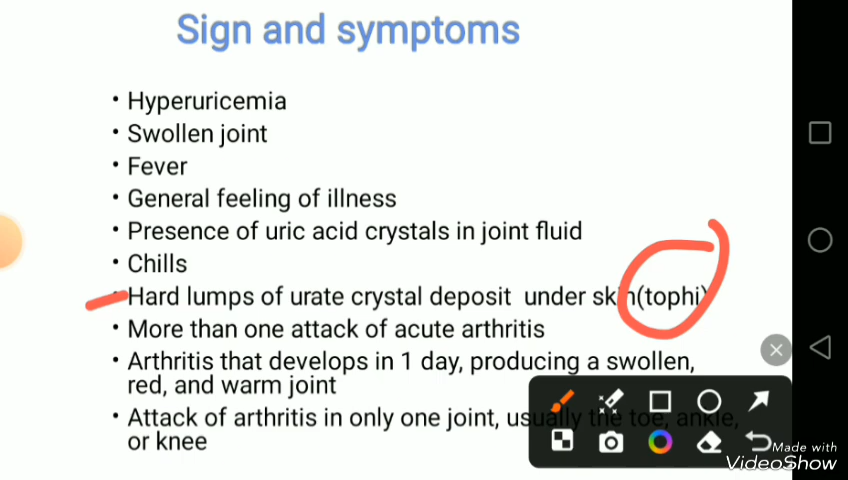 Sign and symptoms
• Hyperuricemia
• Swollen joint
• Fever
• General feeling of illness
• Presence of uric acid crystals in joint fluid
• Chills
• Hard lumps of urate crystal deposit under skin(tophi)
• More than one attack of acute arthritis
• Arthritis that develops in 1 day, producing a swollen,
red, and warm joint
• Attack of arthritis in only one joint, usually the toe, ankle,
or knee
Made with
VideoShow